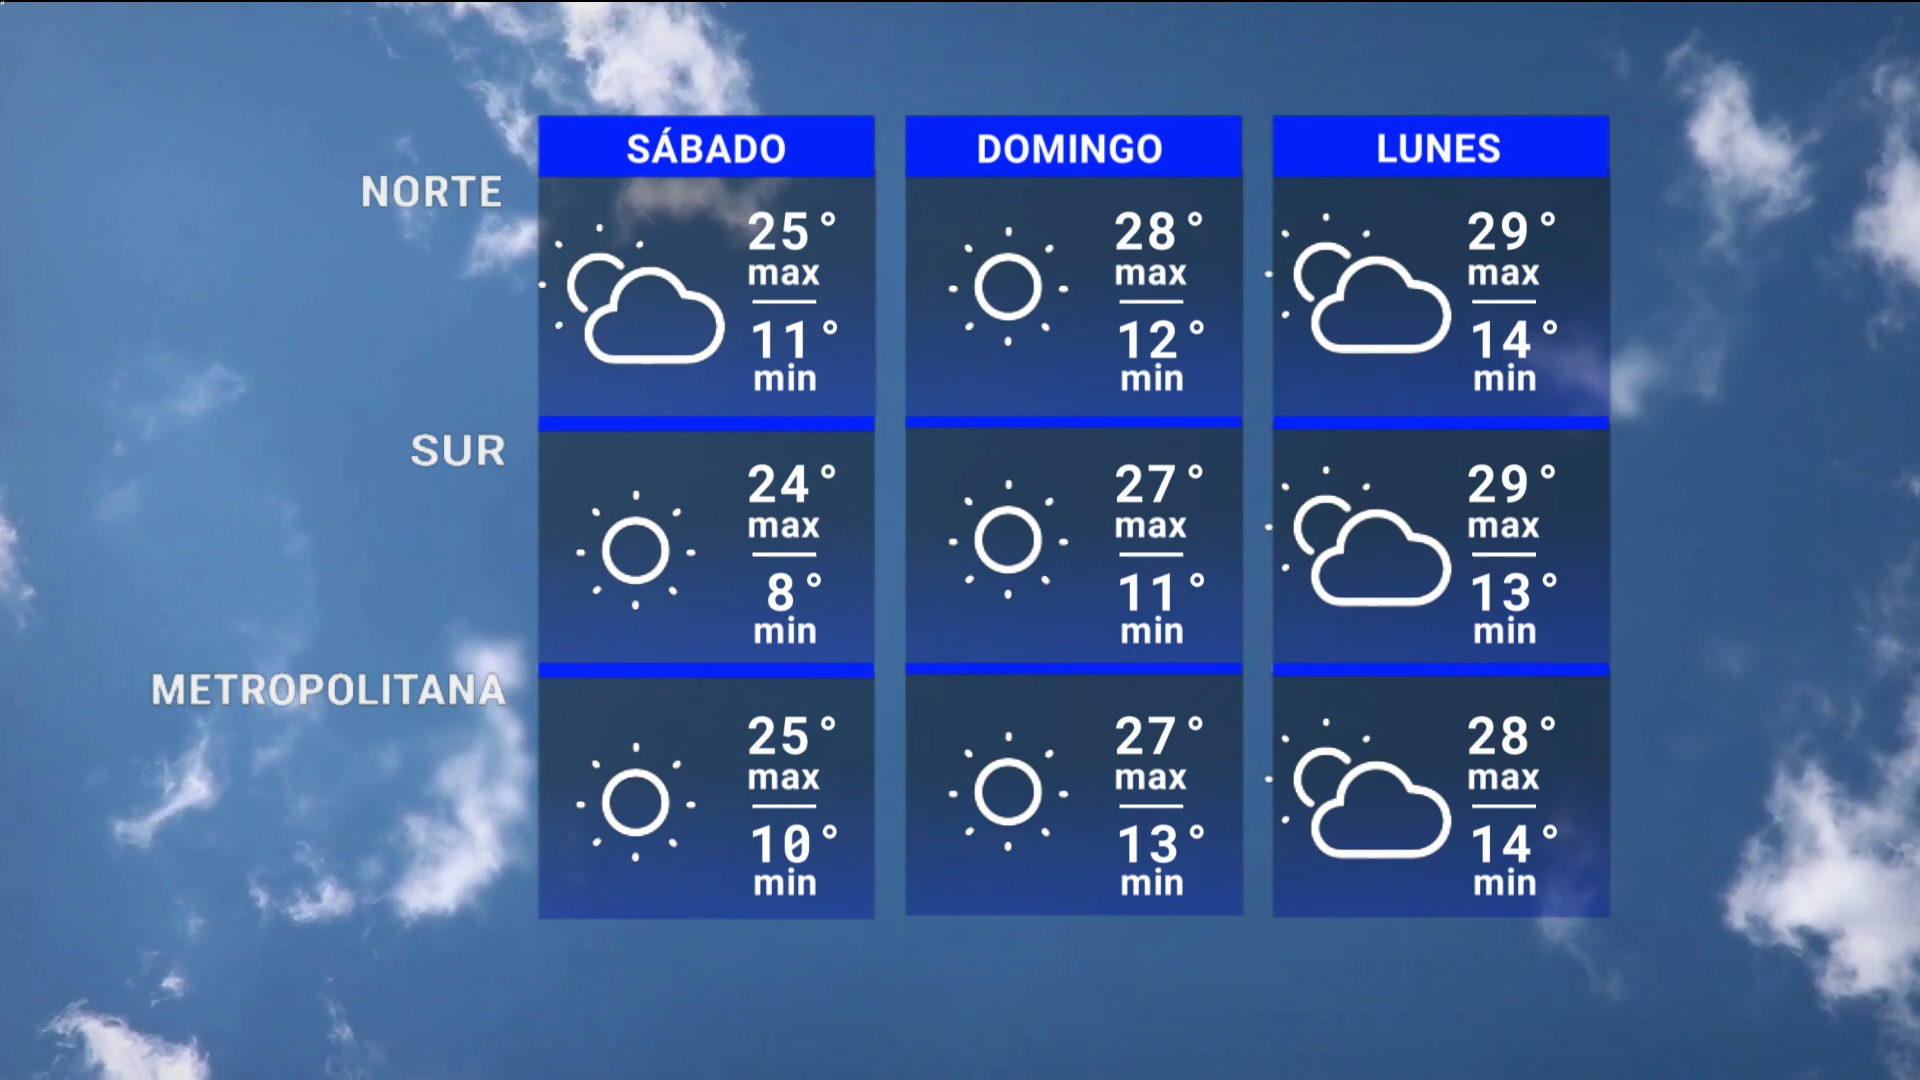 SÁBADO DOMINGO LUNES
NORTE
25° 28° 29°
max max max
11° 12° 14°
min min min
SUR
24° 27° 29°
max max max
8° 11° 13°
min min min
METROPOLITANA
25° 27° 28°
max max max
10° 13° 14°
min min min